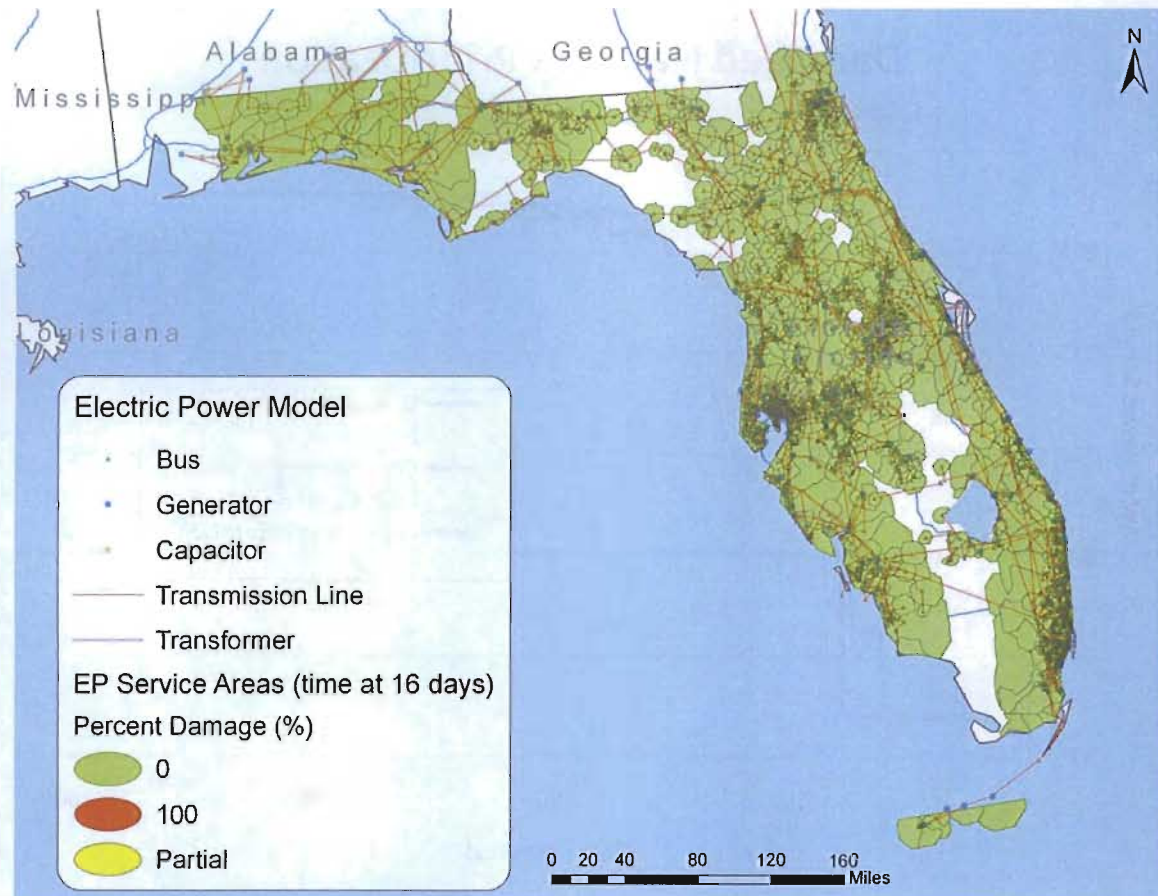 N
Alabama
Georgia
Mississippi
Louisiana
Electric Power Model
Bus
Generator
Capacitor
Transmission Line
Transformer
EP Service Areas (time at 16 days)
Percent Damage (%)
0
100
Partial
0 20 40 80 120 160
Miles